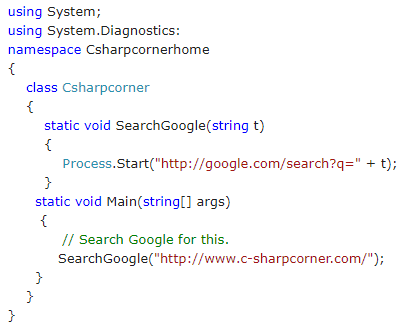 using System;
using System.Diagnostics:
namespace Csharpcornerhome
{
class Csharpcorner
{
static void SearchGoogle(string t)
{
Process.Start("http://google.com/search?q=" + t);
}
static void Main(string[] args)
{
// Search Google for this.
SearchGoogle("http://www.c-sharpcorner.com/");
}
}
}